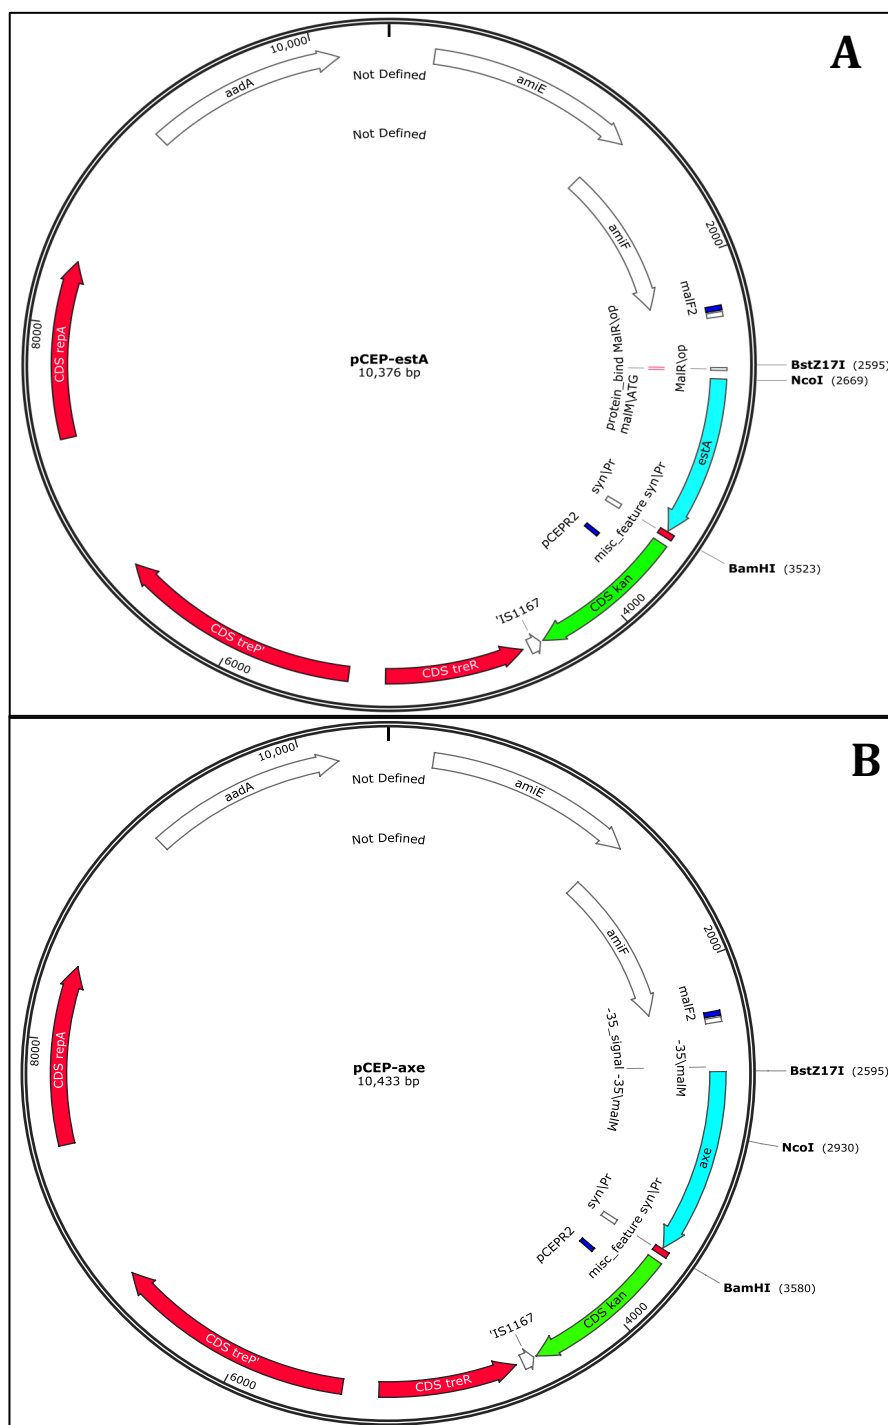 A
10,000
aadA
Not Defined
amiE
Not Defined
amiF
2000
malF2
protein_bind MalR\op
malM\ATG
MalR\op
BstZ17I (2595)
NcoI (2669)
8000
CDS repA
pCEP-estA
10,376 bp
estA
syn\Pr
pCEPR2
misc_feature syn\Pr
BamHI (3523)
CDS kan
4000
'IS1167
CDS treP'
6000
CDS treR
B
10,000
aadA
Not Defined
amiE
Not Defined
amiF
2000
malF2
-35_signal -35\malM
-35\malM
BstZ17I (2595)
8000
CDS repA
pCEP-axe
10,433 bp
NcoI (2930)
axe
syn\Pr
pCEPR2
misc_feature syn\Pr
BamHI (3580)
CDS kan
4000
'IS1167
CDS treP'
6000
CDS treR